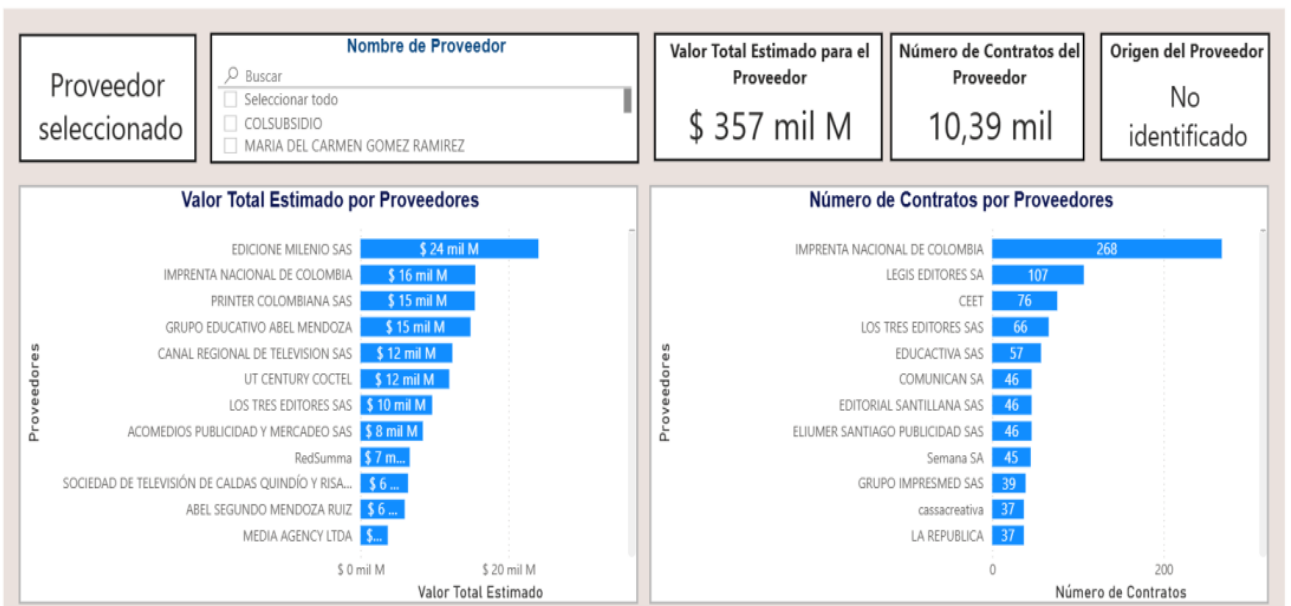 Proveedor
seleccionado
Nombre de Proveedor
Buscar
Seleccionar todo
COLSUBSIDIO
MARIA DEL CARMEN GOMEZ RAMIREZ
Valor Total Estimado para el
Proveedor
$ 357 mil M
Número de Contratos del
Proveedor
10,39 mil
Origen del Proveedor
No
identificado
Valor Total Estimado por Proveedores
Proveedores
EDICIONE MILENIO SAS $ 24 mil M
IMPRENTA NACIONAL DE COLOMBIA $ 16 mil M
PRINTER COLOMBIANA SAS $ 15 mil M
GRUPO EDUCATIVO ABEL MENDOZA $ 15 mil M
CANAL REGIONAL DE TELEVISION SAS $ 12 mil M
UT CENTURY COCTEL $ 12 mil M
LOS TRES EDITORES SAS $ 10 mil M
ACOMEDIOS PUBLICIDAD Y MERCADEO SAS $ 8 mil M
RedSumma $ 7 m...
SOCIEDAD DE TELEVISIÓN DE CALDAS QUINDÍO Y RISA... $ 6 ...
ABEL SEGUNDO MENDOZA RUIZ $ 6 ...
MEDIA AGENCY LTDA $...
$ 0 mil M $ 20 mil M
Valor Total Estimado
Número de Contratos por Proveedores
Proveedores
IMPRENTA NACIONAL DE COLOMBIA 268
LEGIS EDITORES SA 107
CEET 76
LOS TRES EDITORES SAS 66
EDUCACTIVA SAS 57
COMUNICAN SA 46
EDITORIAL SANTILLANA SAS 46
ELIUMER SANTIAGO PUBLICIDAD SAS 46
Semana SA 45
GRUPO IMPRESMED SAS 39
cassacreativa 37
LA REPUBLICA 37
0 200
Número de Contratos